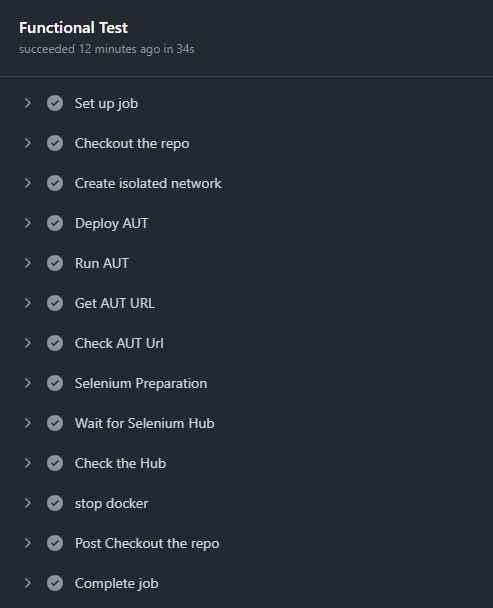 Functional Test
succeeded 12 minutes ago in 34s
Set up job
Checkout the repo
Create isolated network
Deploy AUT
Run AUT
Get AUT URL
Check AUT Url
Selenium Preparation
Wait for Selenium Hub
Check the Hub
stop docker
Post Checkout the repo
Complete job